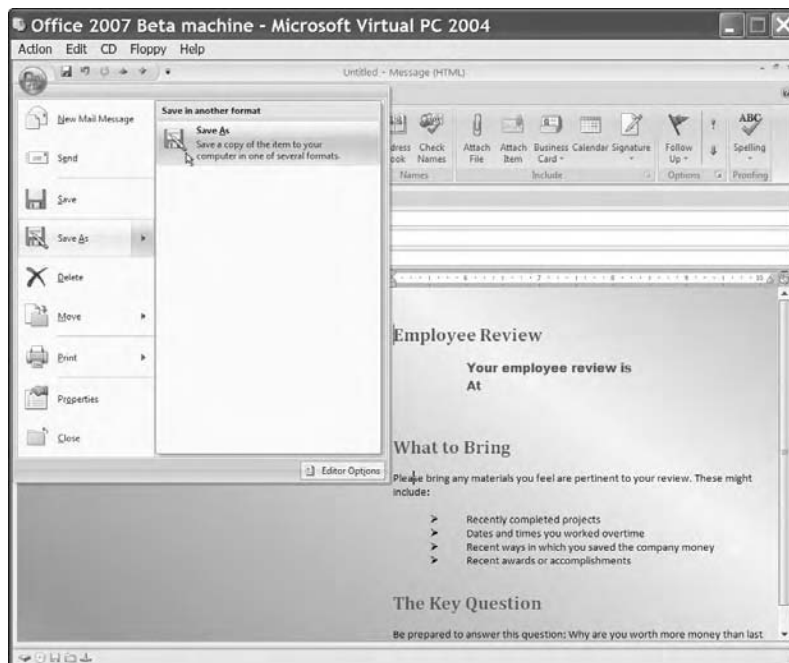 Office 2007 Beta machine - Microsoft Virtual PC 2004
Action Edit CD Floppy Help
Untitled - Message (HTML)
New Mail Message
Send
Save
Save As
Delete
Move
Print
Properties
Close
Save in another format
Save As
Save a copy of the item to your
computer in one of several formats.
Editor Options
Check
Names
Names
Attach
File
Attach
Item
Business
Card
Calendar
Signature
Include
Follow
Up
Options
ABC
Spelling
Proofing
6 7 8 9 10
Employee Review
Your employee review is
At
What to Bring
Please bring any materials you feel are pertinent to your review. These might
include:
Recently completed projects
Dates and times you worked overtime
Recent ways in which you saved the company money
Recent awards or accomplishments
The Key Question
Be prepared to answer this question: Why are you worth more money than last